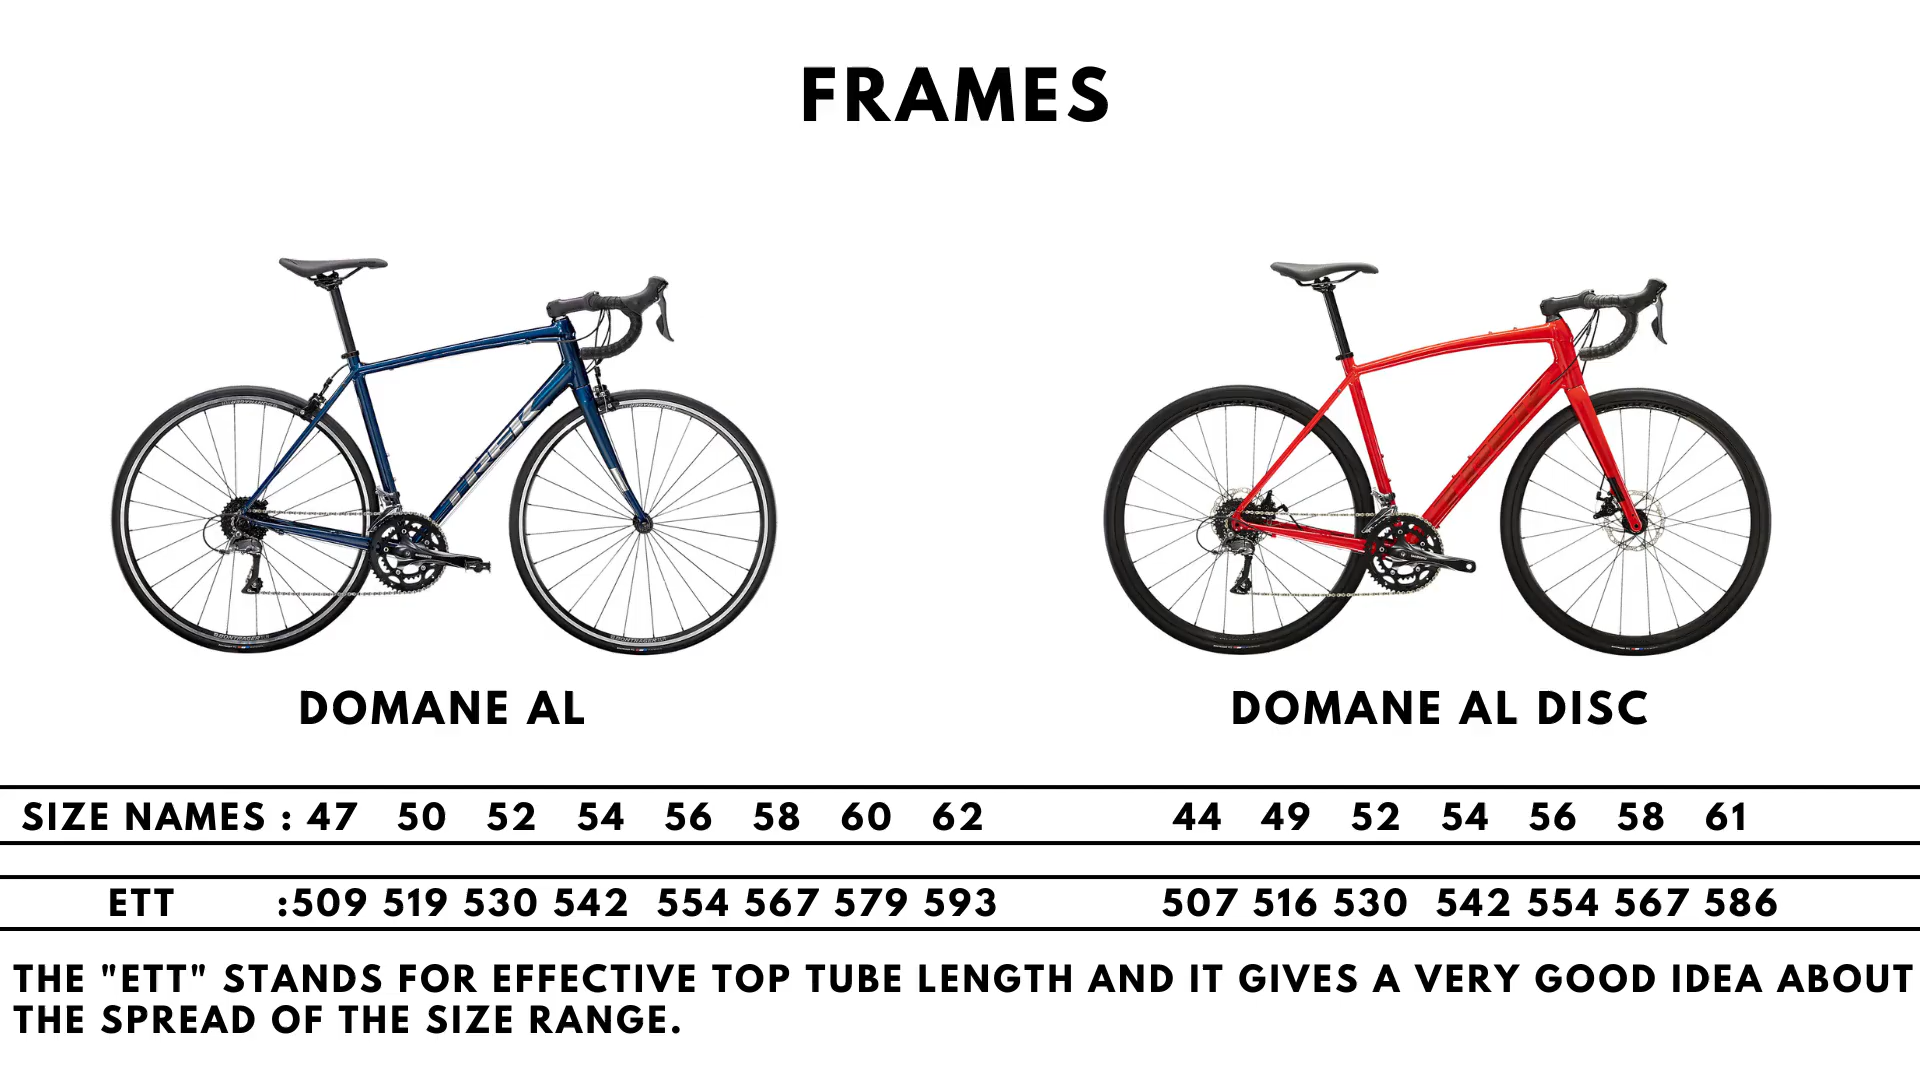 FRAMES
TREK
DOMANE AL
DOMANE AL DISC
SIZE NAMES : 47 50 52 54 56 58 60 62 44 49 52 54 56 58 61
ETT :509 519 530 542 554 567 579 593 507 516 530 542 554 567 586
THE "ETT" STANDS FOR EFFECTIVE TOP TUBE LENGTH AND IT GIVES A VERY GOOD IDEA ABOUT
THE SPREAD OF THE SIZE RANGE.